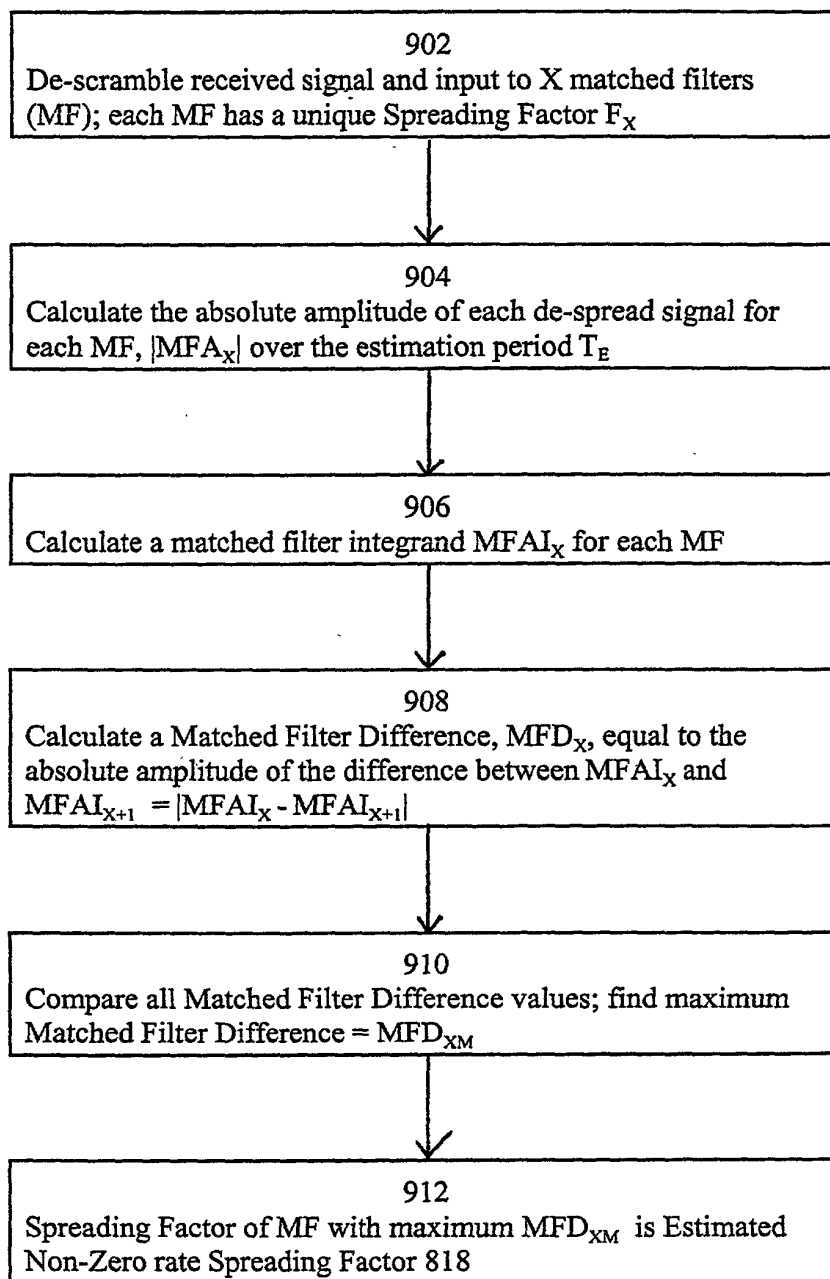 902
De-scramble received signal and input to X matched filters
(MF); each MF has a unique Spreading Factor F_X
904
Calculate the absolute amplitude of each de-spread signal for
each MF, |MFA_X| over the estimation period T_E
906
Calculate a matched filter integrand MFAI_X for each MF
908
Calculate a Matched Filter Difference, MFD_X, equal to the
absolute amplitude of the difference between MFAI_X and
MFAI_X+1 = |MFAI_X - MFAI_X+1|
910
Compare all Matched Filter Difference values; find maximum
Matched Filter Difference = MFD_XM
912
Spreading Factor of MF with maximum MFD_XM is Estimated
Non-Zero rate Spreading Factor 818